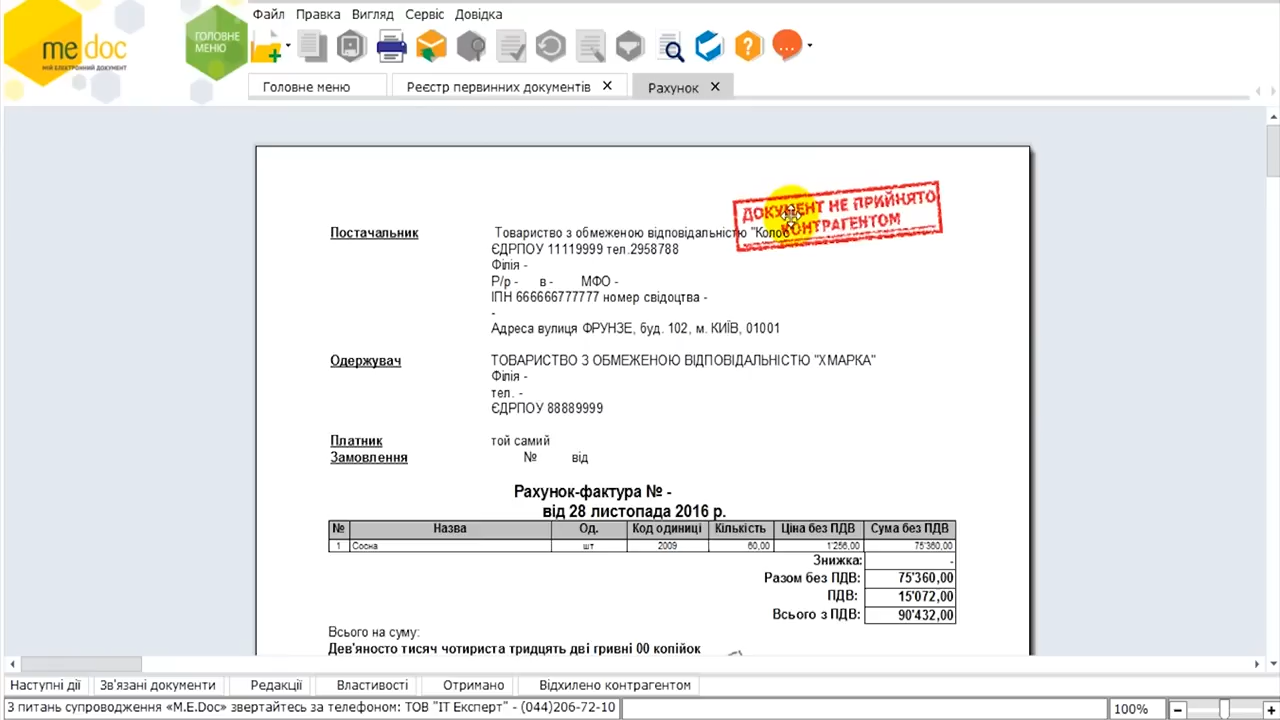 Файл Правка Вигляд Сервіс Довідка
me doc
МІЙ ЕЛЕКТРОННИЙ ДОКУМЕНТ
ГОЛОВНЕ
МЕНЮ
Головне меню Реєстр первинних документів Рахунок
ДОКУМЕНТ НЕ ПРИЙНЯТО
КОНТРАГЕНТОМ
Постачальник Товариство з обмеженою відповідальністю "Колоб"
ЄДРПОУ 11119999 тел.2958788
Філія -
Р/р - в - МФО -
ІПН 666666777777 номер свідоцтва -
-
Адреса вулиця ФРУНЗЕ, буд. 102, м. КИЇВ, 01001
Одержувач ТОВАРИСТВО З ОБМЕЖЕНОЮ ВІДПОВІДАЛЬНІСТЮ "ХМАРКА"
Філія -
тел. -
ЄДРПОУ 88889999
Платник той самий
Замовлення № від
Рахунок-фактура № -
від 28 листопада 2016 р.
№ Назва Од. Код одиниці Кількість Ціна без ПДВ Сума без ПДВ
1 Сосна шт 2009 60,00 1'256,00 75'360,00
Знижка: -
Разом без ПДВ: 75'360,00
ПДВ: 15'072,00
Всього з ПДВ: 90'432,00
Всього на суму:
Дев'яносто тисяч чотириста тридцять дві гривні 00 копійок
Наступні дії Зв'язані документи Редакції Властивості Отримано Відхилено контрагентом
З питань супроводження «M.E.Doc» звертайтесь за телефоном: ТОВ "ІТ Експерт" - (044)206-72-10 100%